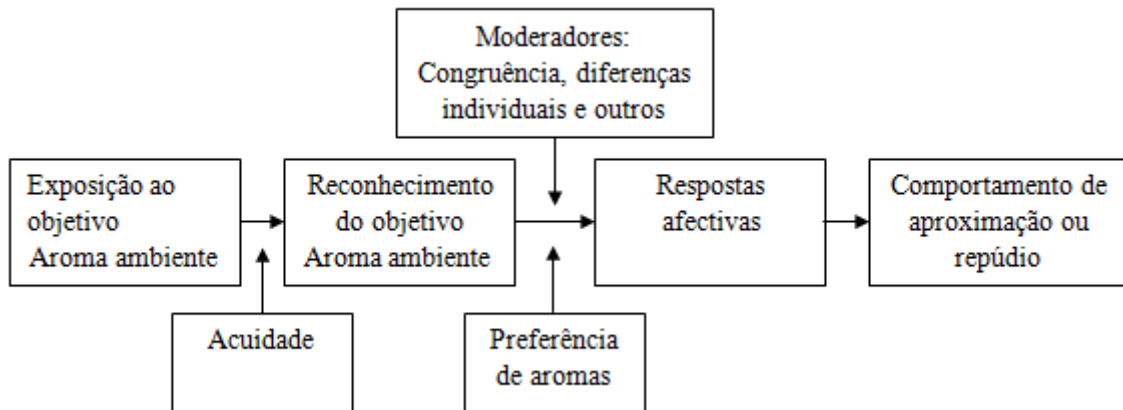 Moderadores:
Congruência, diferenças
individuais e outros
Exposição ao
objetivo
Aroma ambiente
Reconhecimento
do objetivo
Aroma ambiente
Respostas
afectivas
Comportamento de
aproximação ou
repúdio
Acuidade
Preferência
de aromas